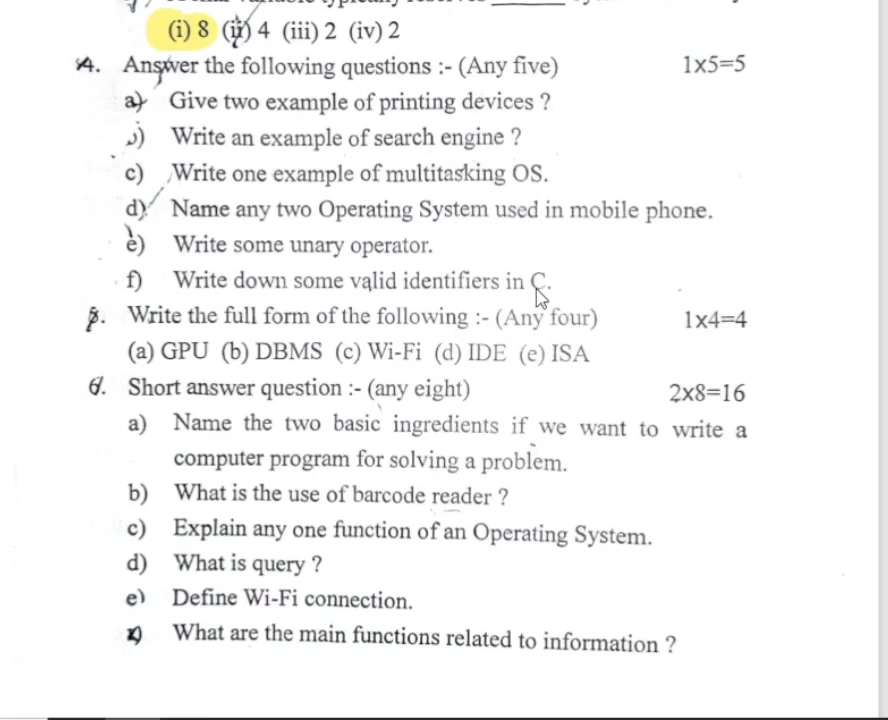 (i) 8 (ii) 4 (iii) 2 (iv) 2
4. Answer the following questions :- (Any five) 1x5=5
a) Give two example of printing devices ?
b) Write an example of search engine ?
c) Write one example of multitasking OS.
d) Name any two Operating System used in mobile phone.
e) Write some unary operator.
f) Write down some valid identifiers in C.
5. Write the full form of the following :- (Any four) 1x4=4
(a) GPU (b) DBMS (c) Wi-Fi (d) IDE (e) ISA
6. Short answer question :- (any eight) 2x8=16
a) Name the two basic ingredients if we want to write a
computer program for solving a problem.
b) What is the use of barcode reader ?
c) Explain any one function of an Operating System.
d) What is query ?
e) Define Wi-Fi connection.
What are the main functions related to information ?